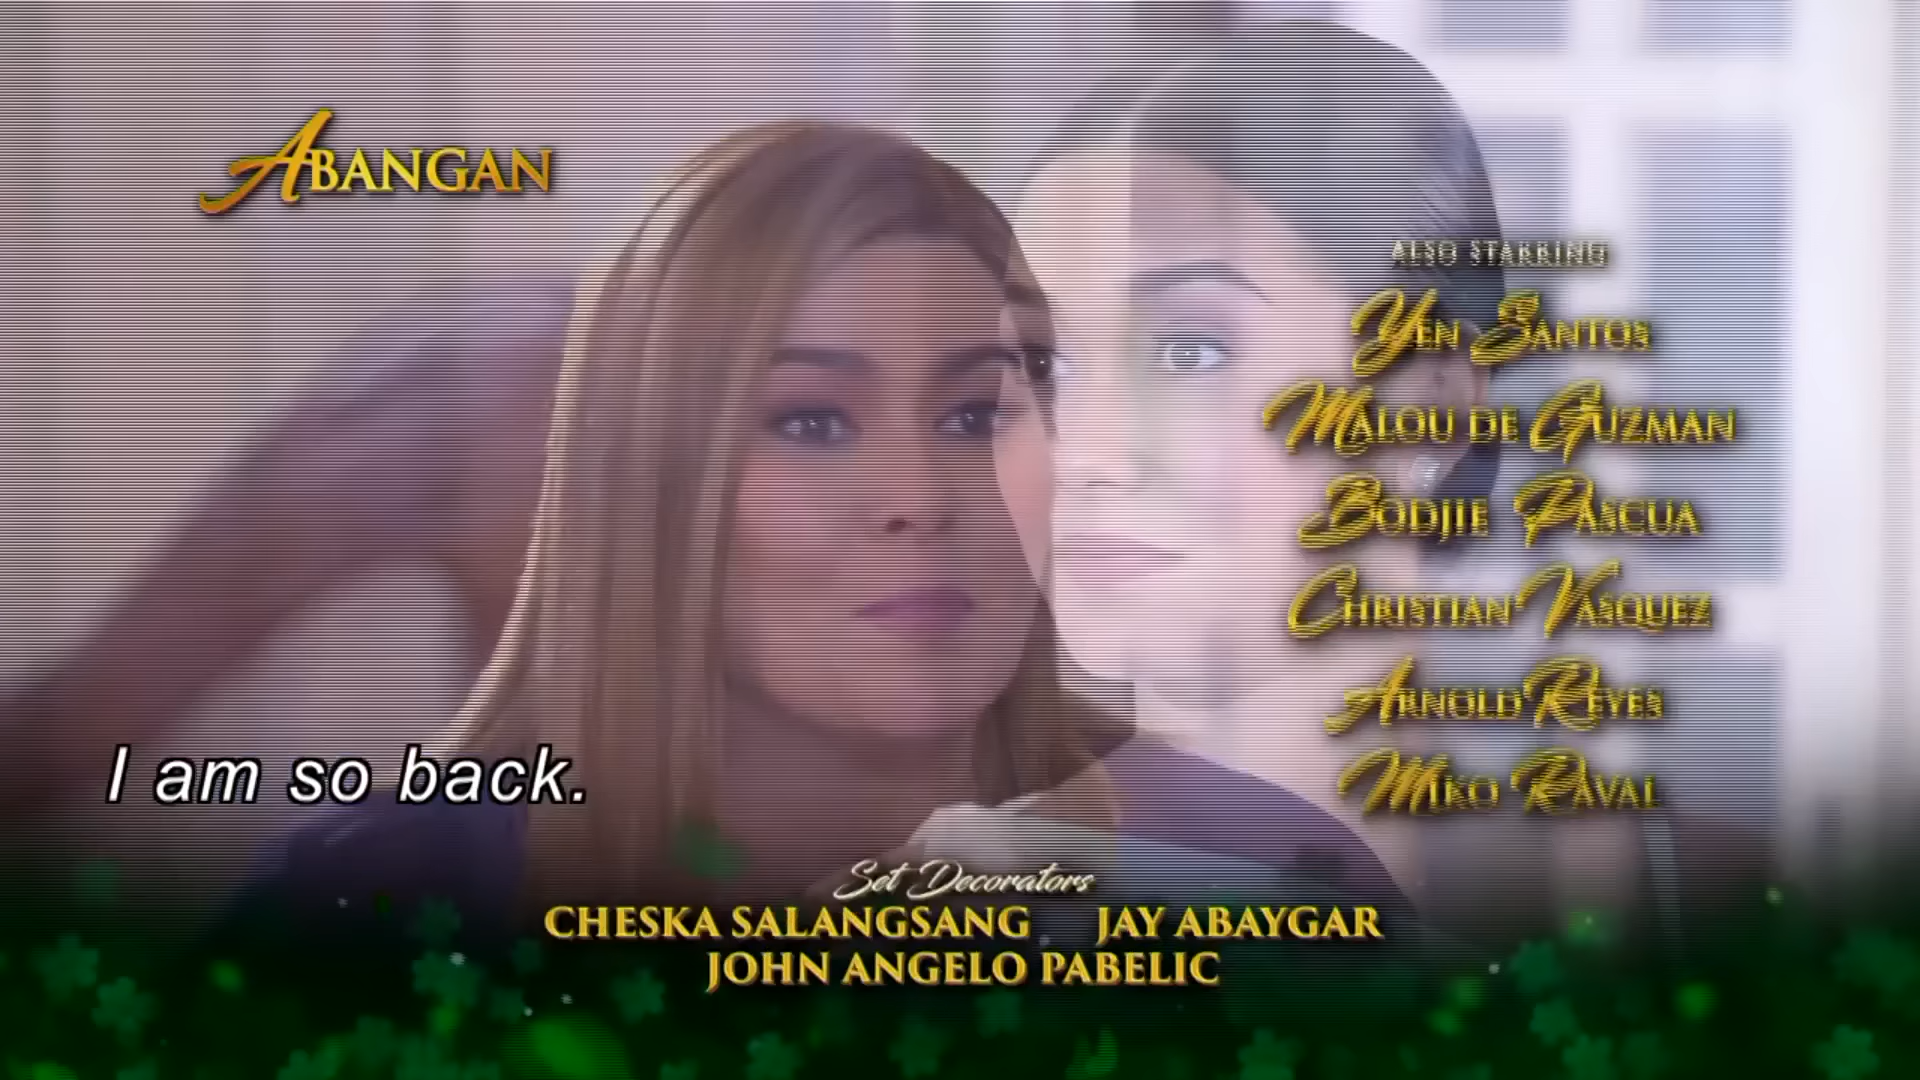 ABANGAN
ALSO STARRING
YEN SANTOS
MALOU DE GUZMAN
BODJIE PASCUA
CHRISTIAN VASQUEZ
ARNOLD REYES
MIKO RAVAL
I am so back.
Set Decorators
CHESKA SALANGSANG JAY ABAYGAR
JOHN ANGELO PABELIC